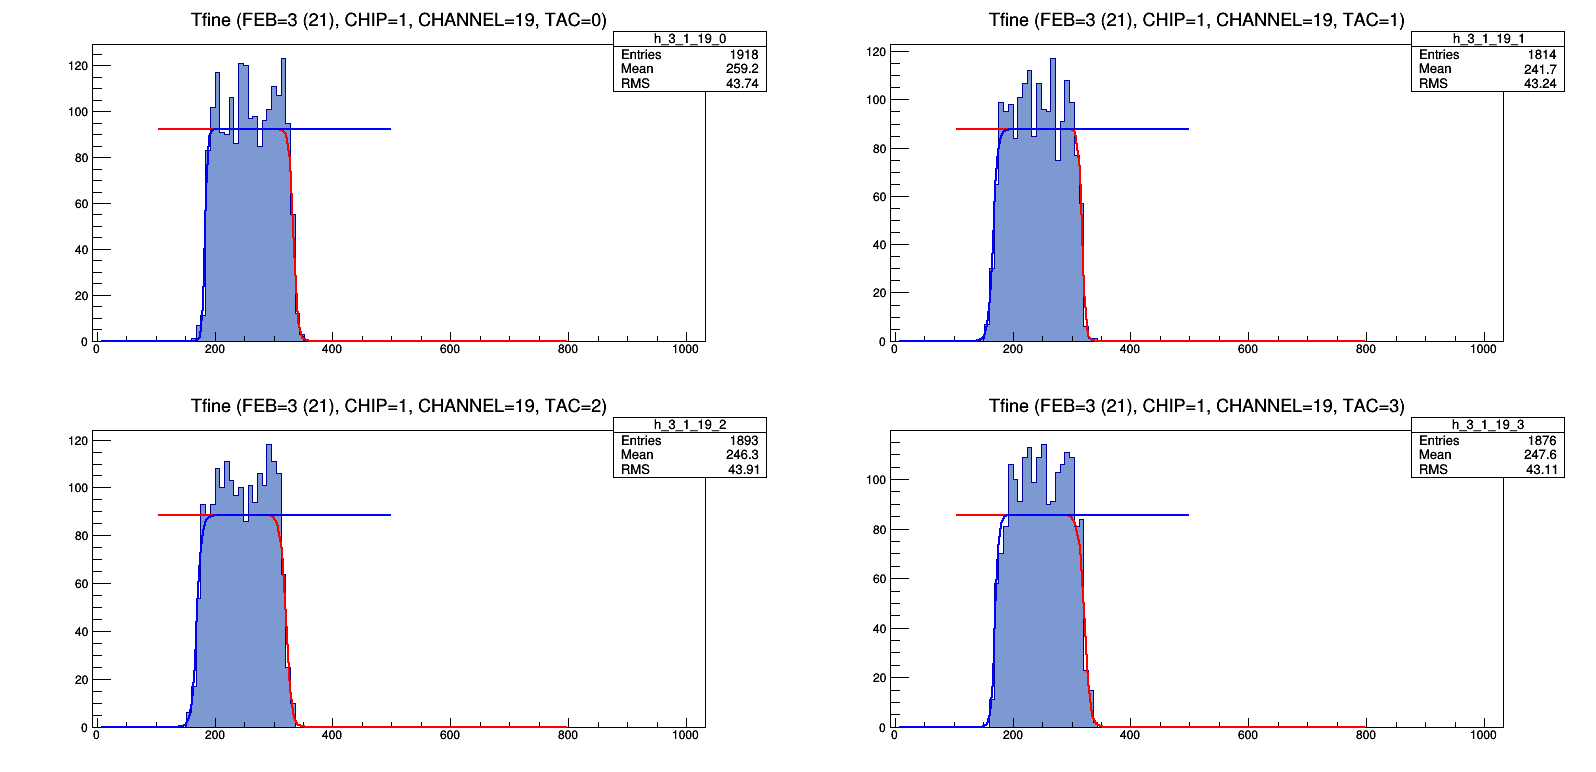 Tfine (FEB=3 (21), CHIP=1, CHANNEL=19, TAC=0)
h_3_1_19_0
Entries 1918
Mean 259.2
RMS 43.74
120
100
80
60
40
20
0
0 200 400 600 800 1000
Tfine (FEB=3 (21), CHIP=1, CHANNEL=19, TAC=1)
h_3_1_19_1
Entries 1814
Mean 241.7
RMS 43.24
120
100
80
60
40
20
0
0 200 400 600 800 1000
Tfine (FEB=3 (21), CHIP=1, CHANNEL=19, TAC=2)
h_3_1_19_2
Entries 1893
Mean 246.3
RMS 43.91
120
100
80
60
40
20
0
0 200 400 600 800 1000
Tfine (FEB=3 (21), CHIP=1, CHANNEL=19, TAC=3)
h_3_1_19_3
Entries 1876
Mean 247.6
RMS 43.11
100
80
60
40
20
0
0 200 400 600 800 1000